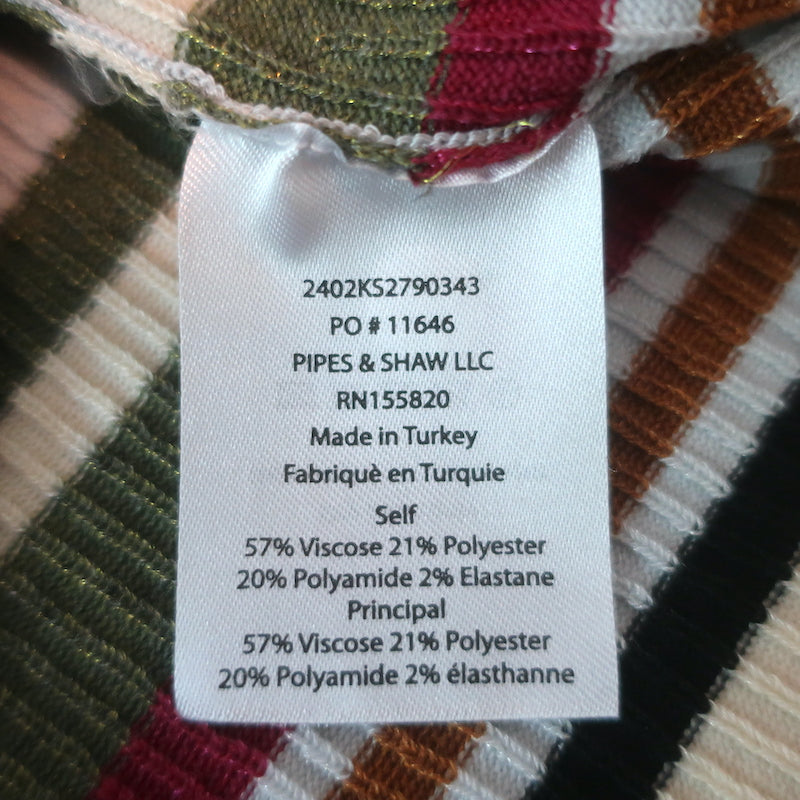 2402KS2790343
PO # 11646
PIPES & SHAW LLC
RN155820
Made in Turkey
Fabriquè en Turquie
Self
57% Viscose 21% Polyester
20% Polyamide 2% Elastane
Principal
57% Viscose 21% Polyester
20% Polyamide 2% élasthanne